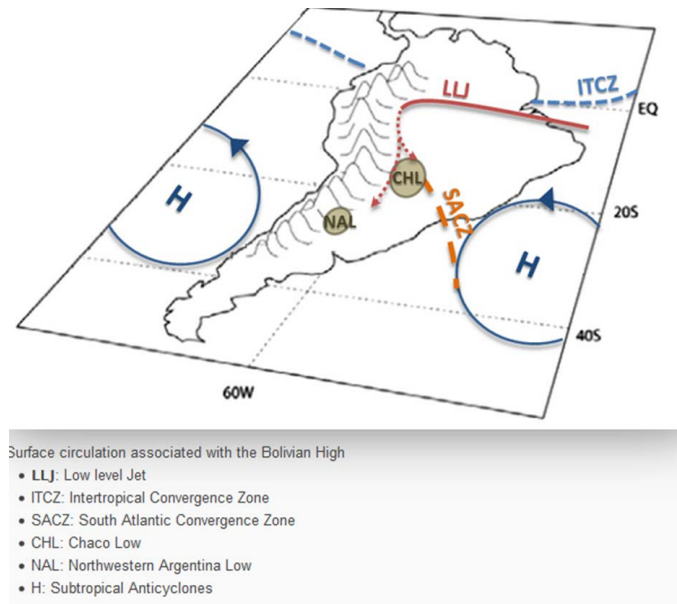 LLJ
ITCZ
EQ
H
CHL
SACZ
NAL
20S
H
40S
60W
Surface circulation associated with the Bolivian High
• LLJ: Low level Jet
• ITCZ: Intertropical Convergence Zone
• SACZ: South Atlantic Convergence Zone
• CHL: Chaco Low
• NAL: Northwestern Argentina Low
• H: Subtropical Anticyclones